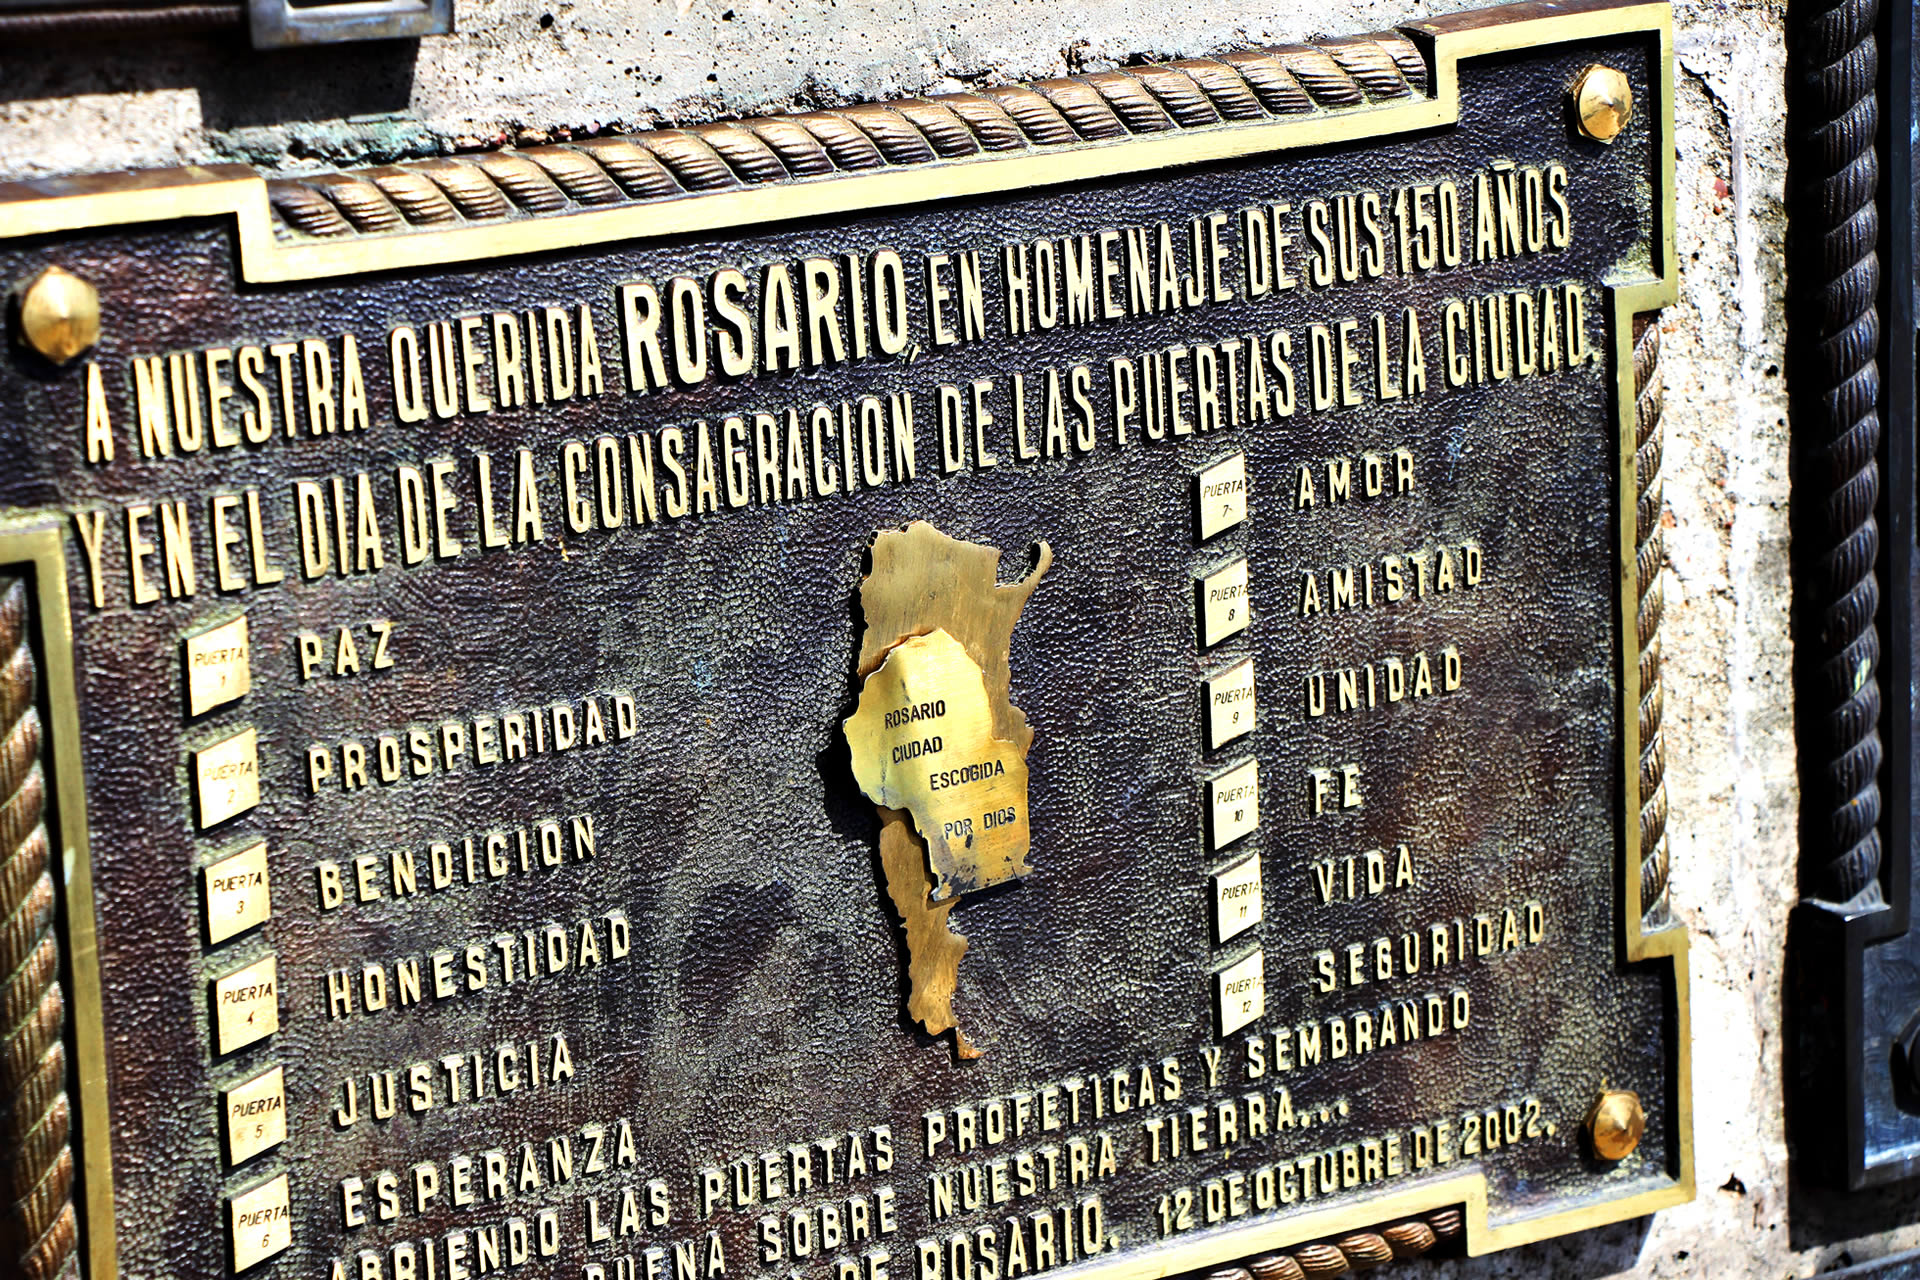 A NUESTRA QUERIDA ROSARIO, EN HOMENAJE DE SUS 150 AÑOS
Y EN EL DIA DE LA CONSAGRACION DE LAS PUERTAS DE LA CIUDAD.
PUERTA 1 PAZ
PUERTA 2 PROSPERIDAD
PUERTA 3 BENDICION
PUERTA 4 HONESTIDAD
PUERTA 5 JUSTICIA
PUERTA 6 ESPERANZA
ROSARIO
CIUDAD
ESCOGIDA
POR DIOS
PUERTA 7 AMOR
PUERTA 8 AMISTAD
PUERTA 9 UNIDAD
PUERTA 10 FE
PUERTA 11 VIDA
PUERTA 12 SEGURIDAD
ABRIENDO LAS PUERTAS PROFETICAS Y SEMBRANDO
BUENA SOBRE NUESTRA TIERRA...
DE ROSARIO. 12 DE OCTUBRE DE 2002.